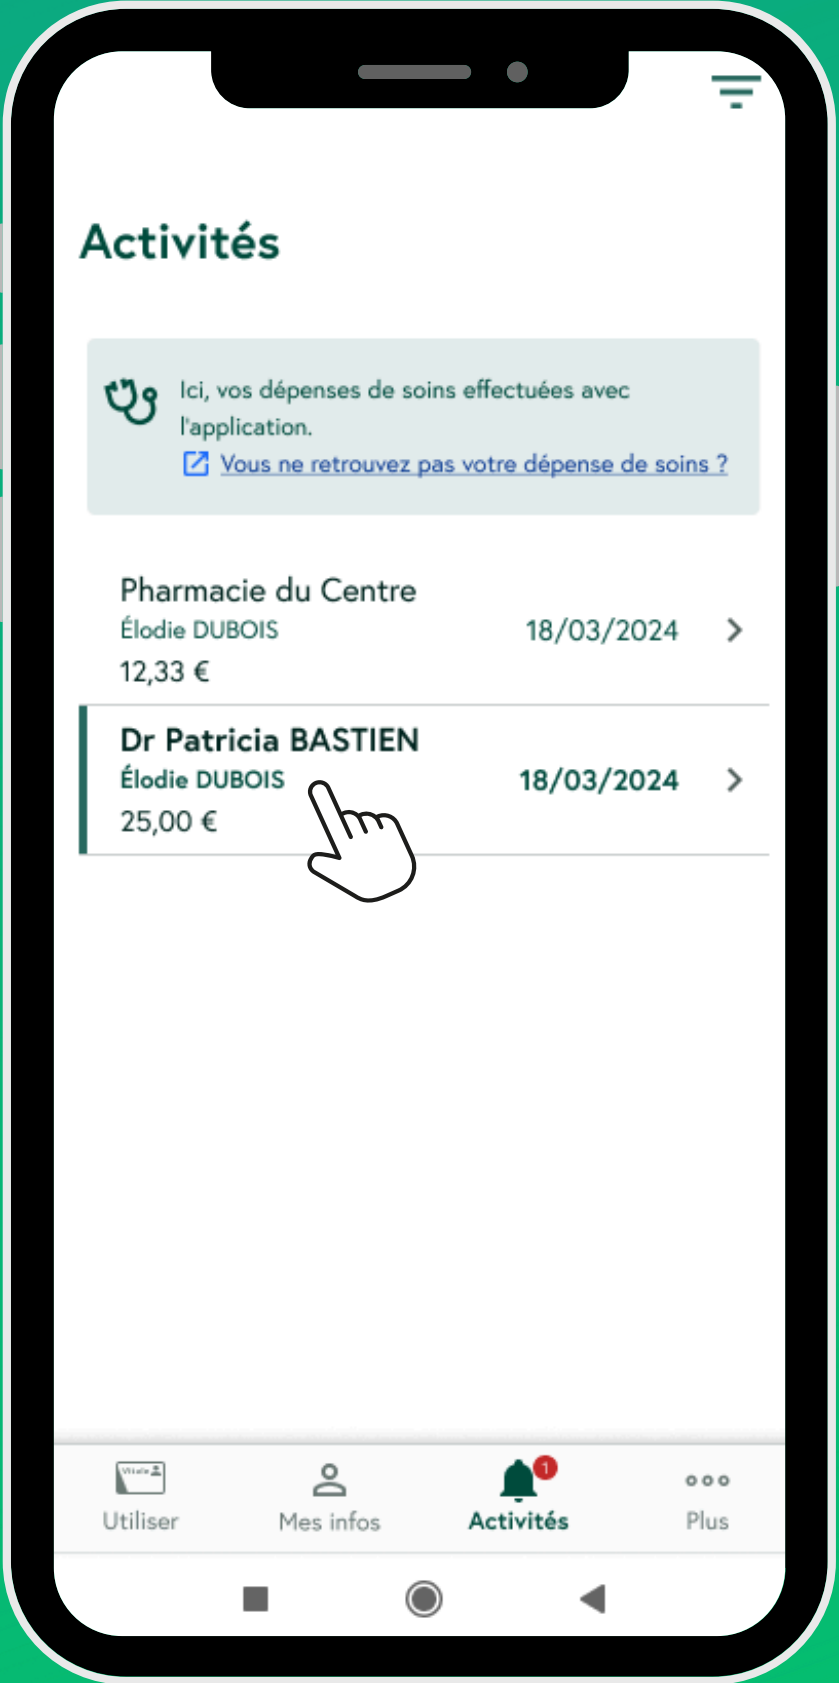 Activités
Ici, vos dépenses de soins effectuées avec
l'application.
Vous ne retrouvez pas votre dépense de soins ?
Pharmacie du Centre
Élodie DUBOIS
18/03/2024
12,33 €
Dr Patricia BASTIEN
Élodie DUBOIS
18/03/2024
25,00 €
Vitale
1
Utiliser
Mes infos
Activités
Plus